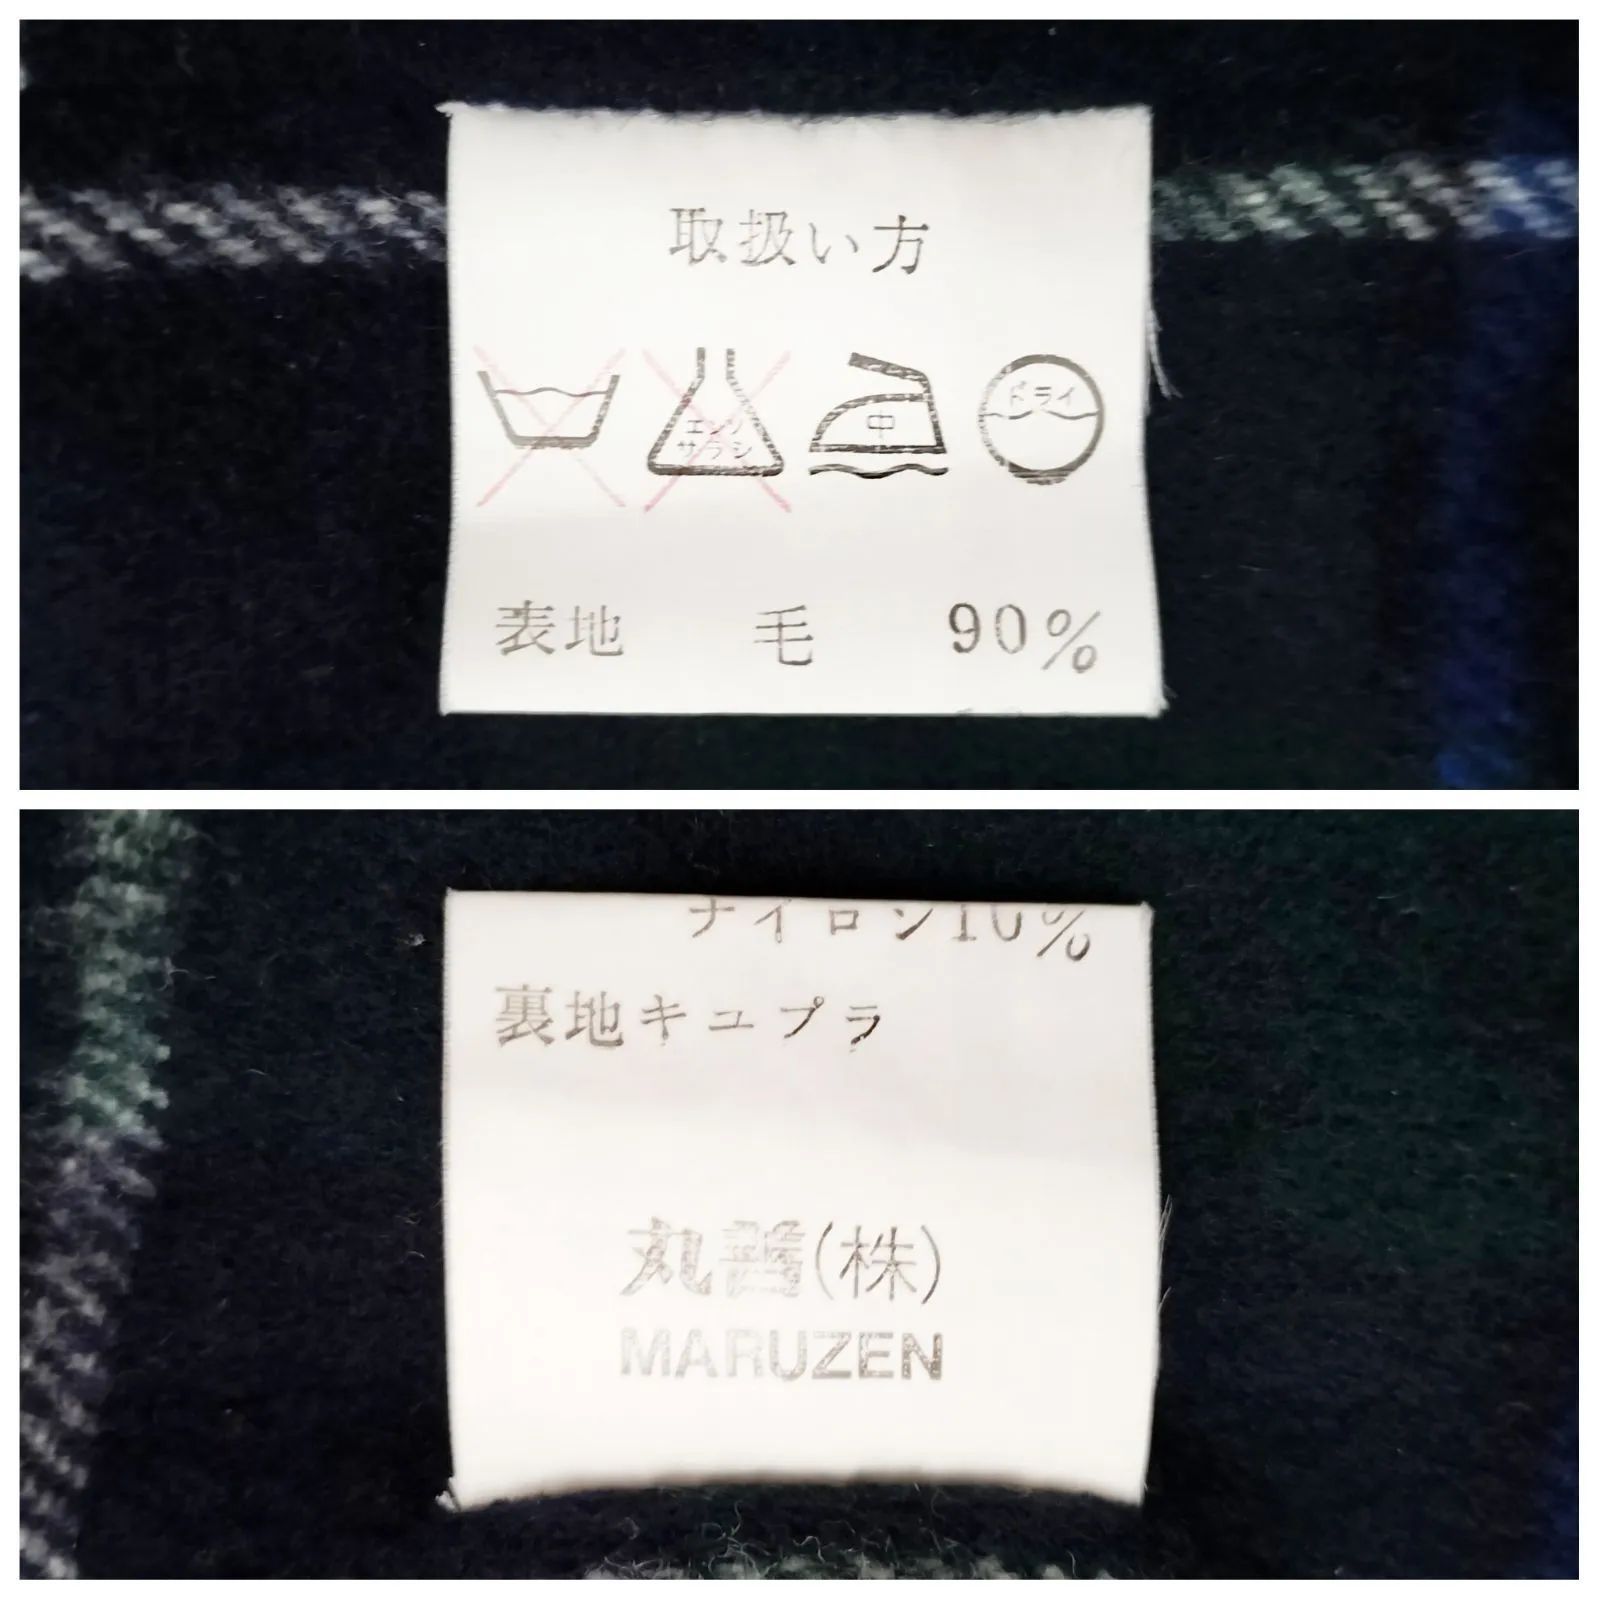 取扱い方
エンソ
サラシ
中
ドライ
表地 毛 90%
ナイロン10%
裏地キュプラ
丸善(株)
MARUZEN